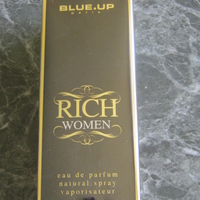 BLUE.UP
PARIS
RICH
WOMEN
eau de parfum
natural spray
vaporisateur